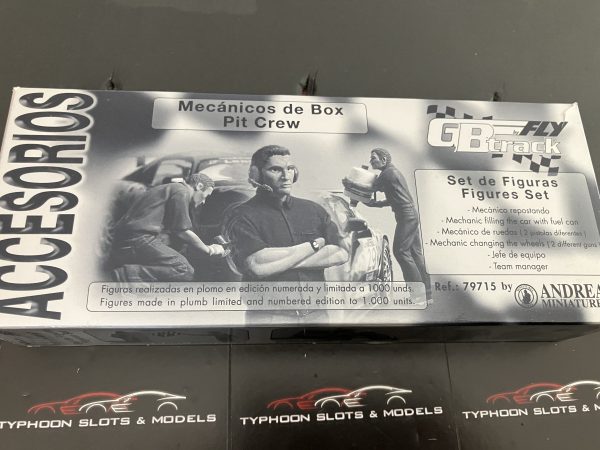 ACCESORIOS
Mecánicos de Box
Pit Crew
GB track
by FLY
Set de Figuras
Figures Set
- Mecánico repostando
- Mechanic filling the car with fuel can
- Mecánico de ruedas ( 2 pistolas diferentes )
- Mechanic changing the wheels ( 2 different guns )
- Jefe de equipo
- Team manager
Figuras realizadas en plomo en edición numerada y limitada a 1000 unds.
Figures made in plumb limited and numbered edition to 1.000 units.
Ref.: 79715 by
ANDREA
MINIATURES
TYPHOON SLOTS & MODELS
TYPHOON SLOTS & MODELS
TYPHOON SLOTS & MODELS